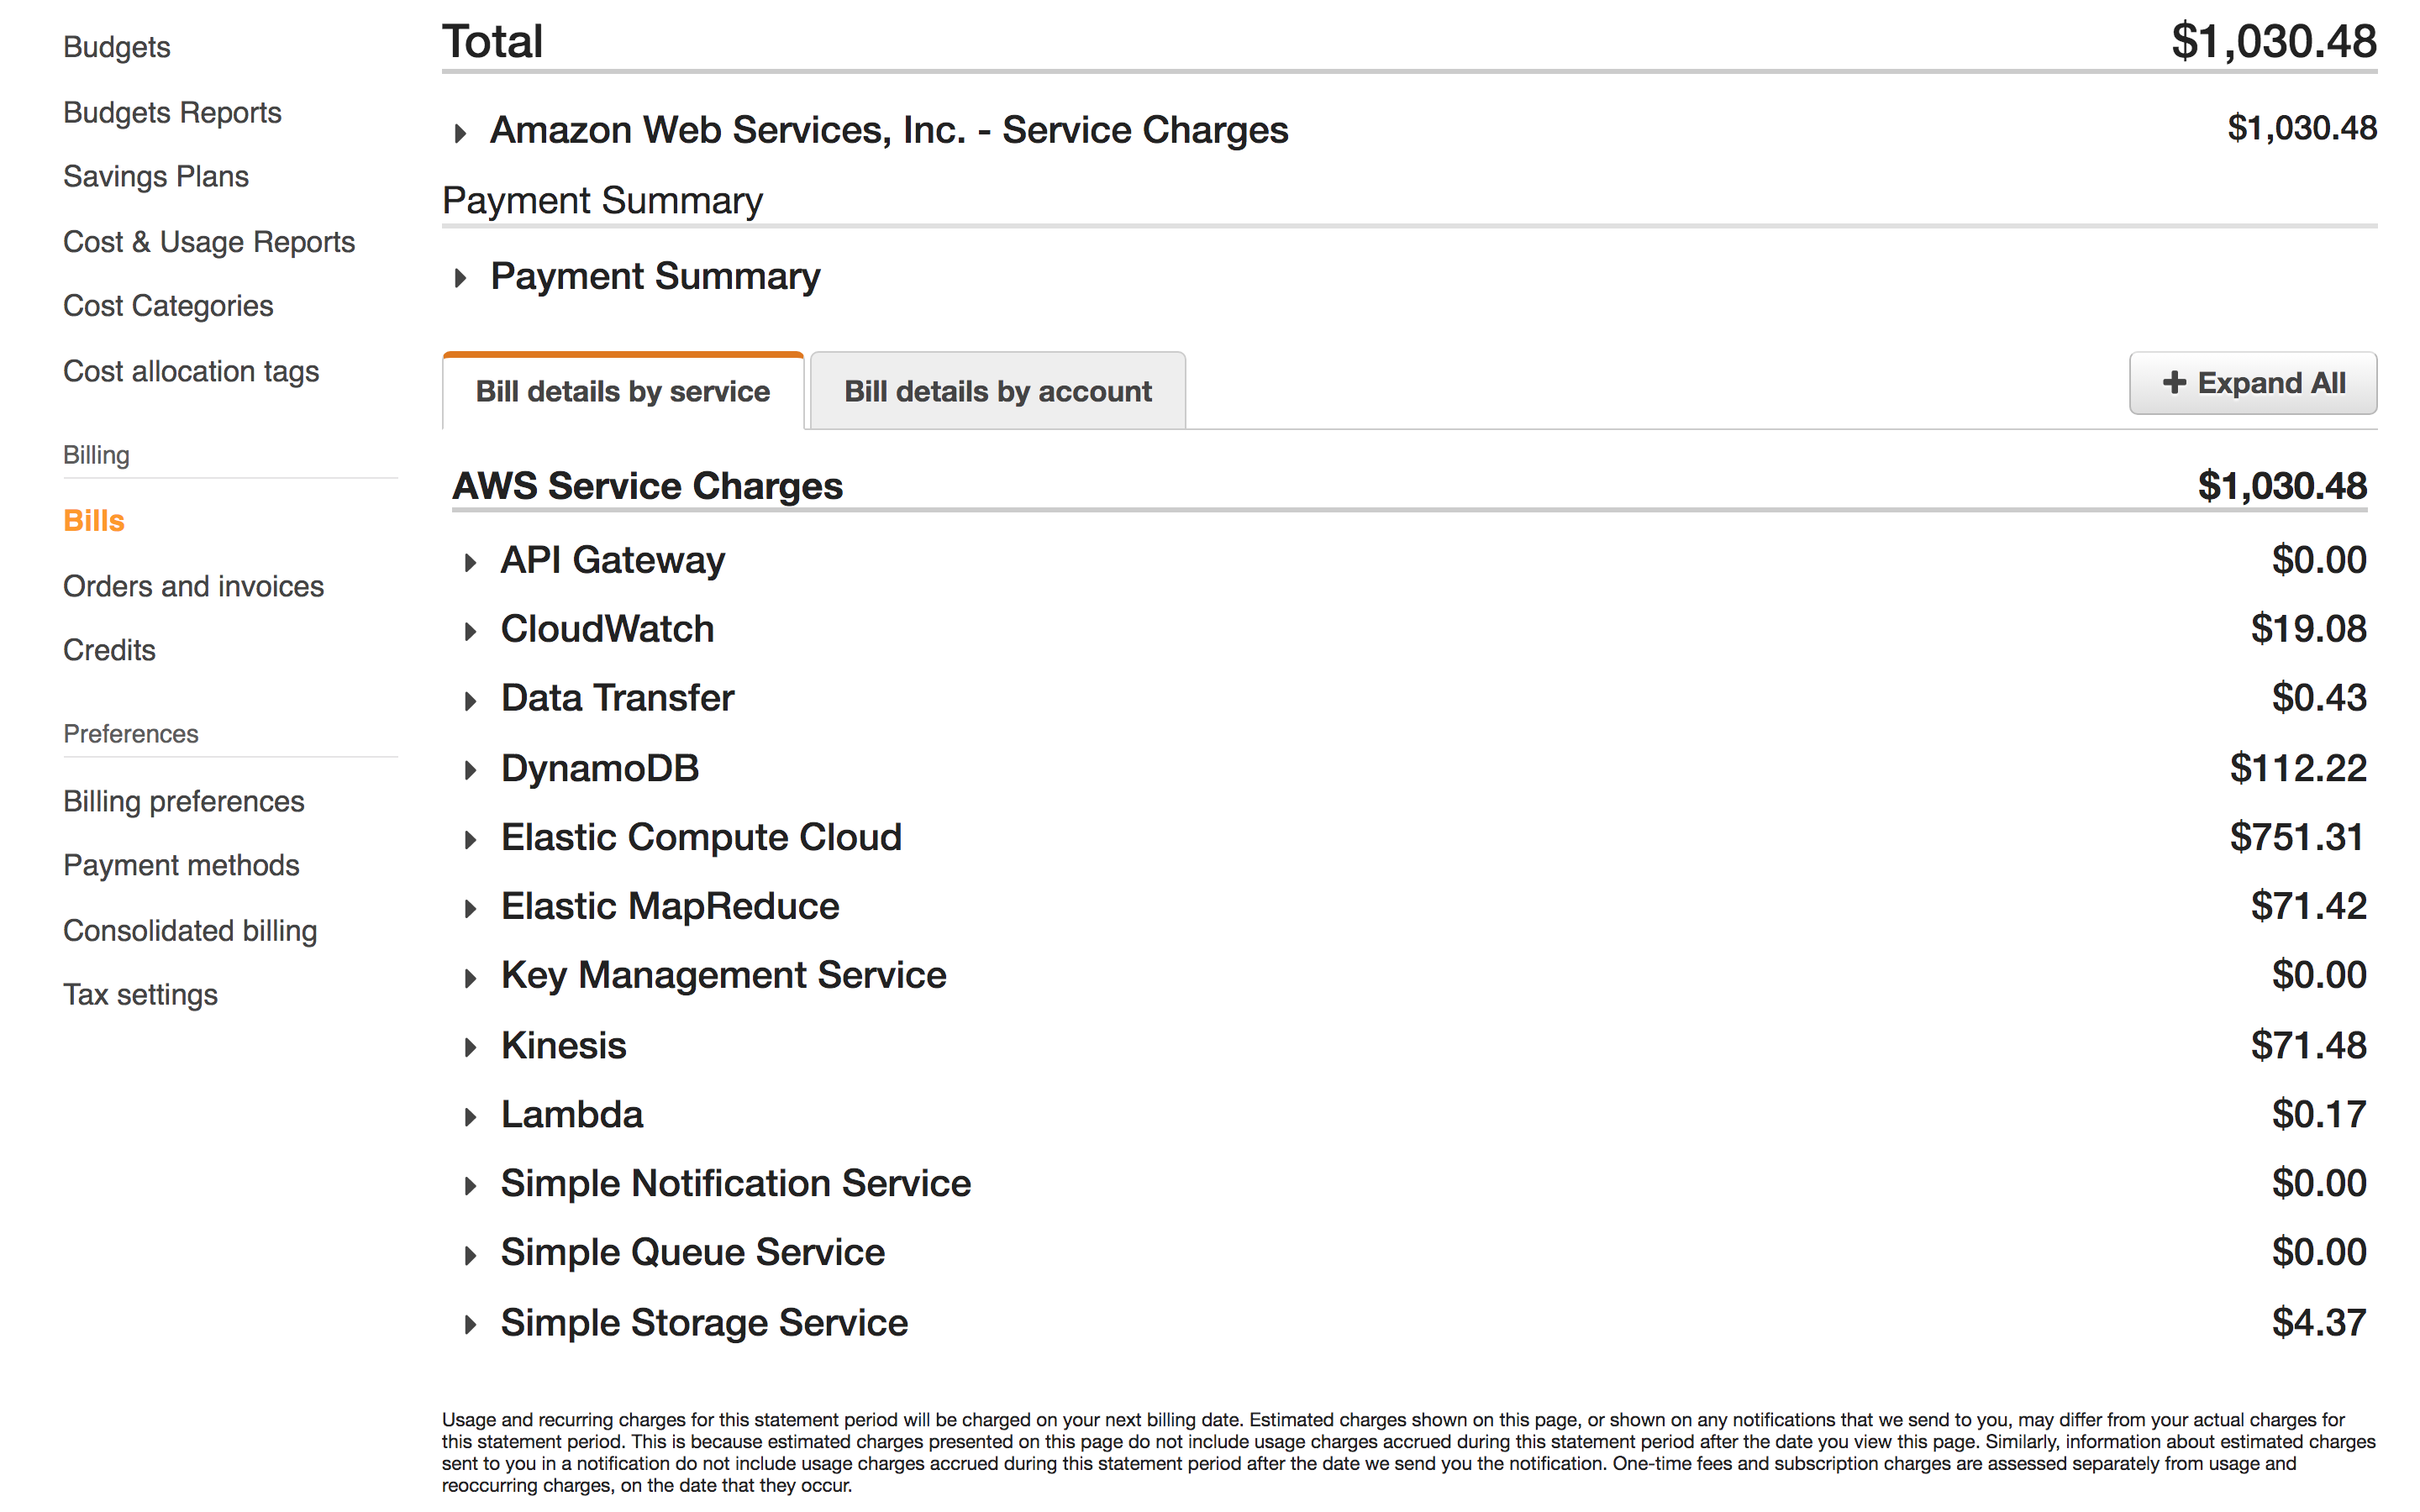 Budgets
Budgets Reports
Savings Plans
Cost & Usage Reports
Cost Categories
Cost allocation tags
Billing
Bills
Orders and invoices
Credits
Preferences
Billing preferences
Payment methods
Consolidated billing
Tax settings
Total $1,030.48
Amazon Web Services, Inc. - Service Charges $1,030.48
Payment Summary
Payment Summary
Bill details by service Bill details by account + Expand All
AWS Service Charges $1,030.48
API Gateway $0.00
CloudWatch $19.08
Data Transfer $0.43
DynamoDB $112.22
Elastic Compute Cloud $751.31
Elastic MapReduce $71.42
Key Management Service $0.00
Kinesis $71.48
Lambda $0.17
Simple Notification Service $0.00
Simple Queue Service $0.00
Simple Storage Service $4.37
Usage and recurring charges for this statement period will be charged on your next billing date. Estimated charges shown on this page, or shown on any notifications that we send to you, may differ from your actual charges for
this statement period. This is because estimated charges presented on this page do not include usage charges accrued during this statement period after the date you view this page. Similarly, information about estimated charges
sent to you in a notification do not include usage charges accrued during this statement period after the date we send you the notification. One-time fees and subscription charges are assessed separately from usage and
reoccurring charges, on the date that they occur.